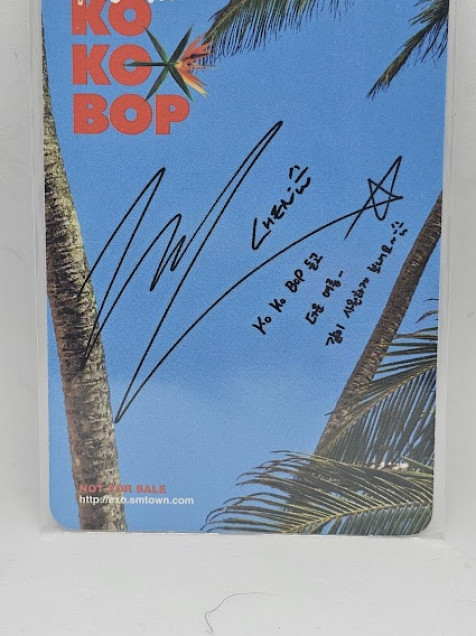 KO
KO
BOP
CHEN
KO KO BOP 듣고
더운 여름~
같이 시원하게 보내요~
NOT FOR SALE
http://exo.smtown.com